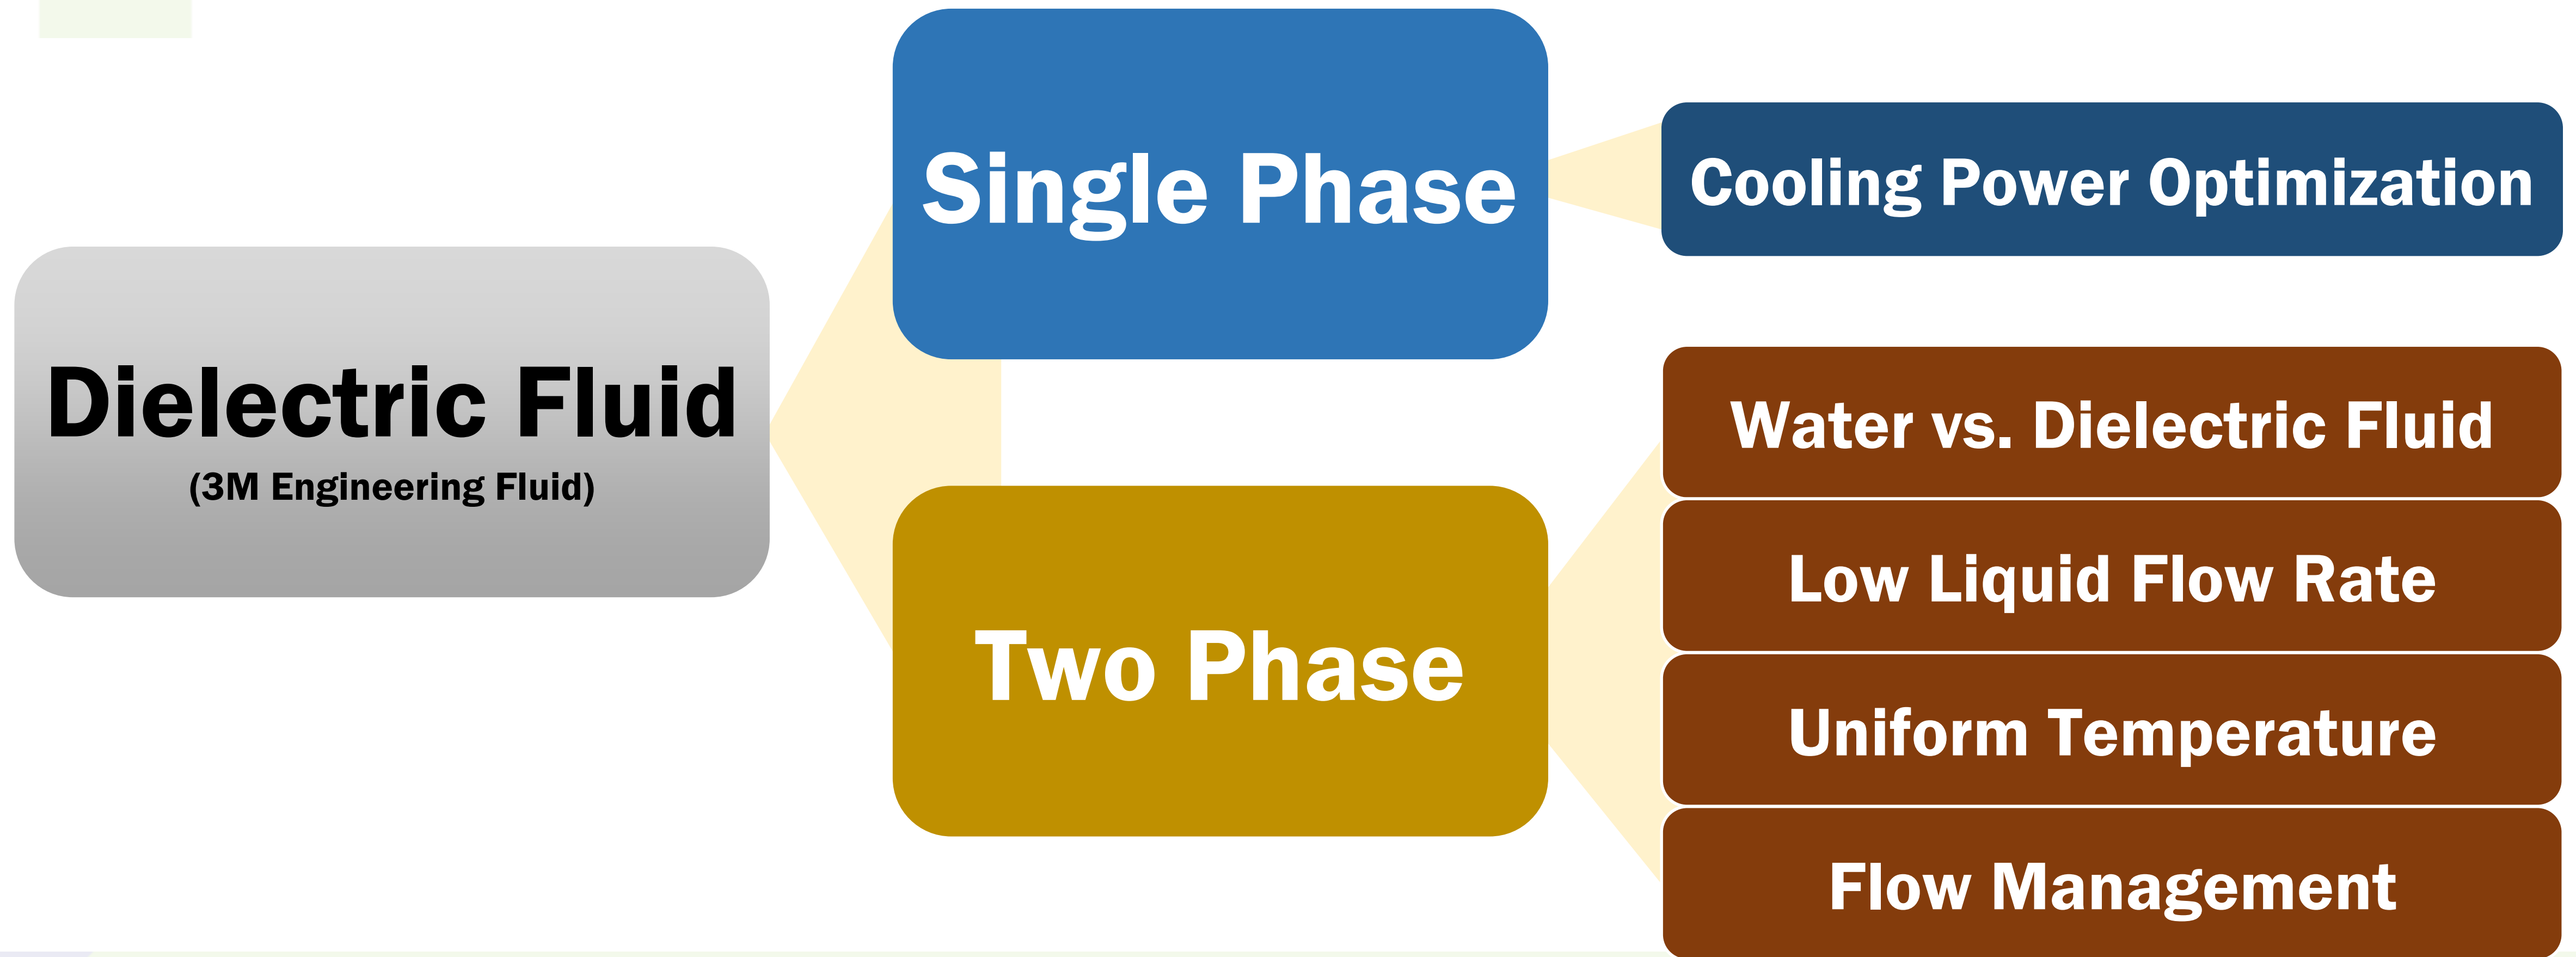 Dielectric Fluid
(3M Engineering Fluid)
Single Phase
Cooling Power Optimization
Two Phase
Water vs. Dielectric Fluid
Low Liquid Flow Rate
Uniform Temperature
Flow Management